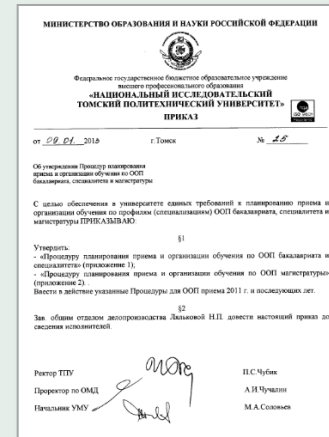 МИНИСТЕРСТВО ОБРАЗОВАНИЯ И НАУКИ РОССИЙСКОЙ ФЕДЕРАЦИИ
Федеральное государственное бюджетное образовательное учреждение
высшего профессионального образования
«НАЦИОНАЛЬНЫЙ ИССЛЕДОВАТЕЛЬСКИЙ
ТОМСКИЙ ПОЛИТЕХНИЧЕСКИЙ УНИВЕРСИТЕТ»
ПРИКАЗ
от 09.01. 2013 г.Томск № 25
Об утверждении Процедур планирования
приема и организации обучения по ООП
бакалавриата, специалитета и магистратуры
С целью обеспечения в университете единых требований к планированию приема и
организации обучения по профилям (специализациям) ООП бакалавриата, специалитета и
магистратуры ПРИКАЗЫВАЮ:
§1
Утвердить:
- «Процедуру планирования приема и организации обучения по ООП бакалавриата и
специалитета» (приложение 1);
- «Процедуру планирования приема и организации обучения по ООП магистратуры»
(приложение 2).
Ввести в действие указанные Процедуры для ООП приема 2011 г. и последующих лет.
§2
Зав. общим отделом делопроизводства Ляльковой Н.П. довести настоящий приказ до
сведения исполнителей.
Ректор ТПУ П.С.Чубик
Проректор по ОМД А.И.Чучалин
Начальник УМУ М.А.Соловьев